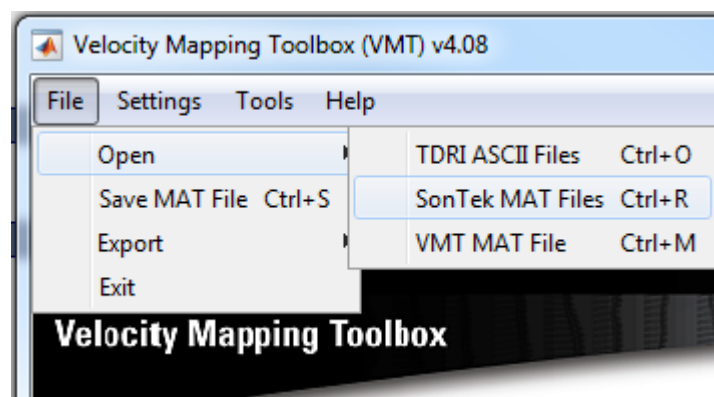 Velocity Mapping Toolbox (VMT) v4.08
File Settings Tools Help
Open
TDRI ASCII Files Ctrl+O
Save MAT File Ctrl+S
SonTek MAT Files Ctrl+R
Export
VMT MAT File Ctrl+M
Exit
Velocity Mapping Toolbox